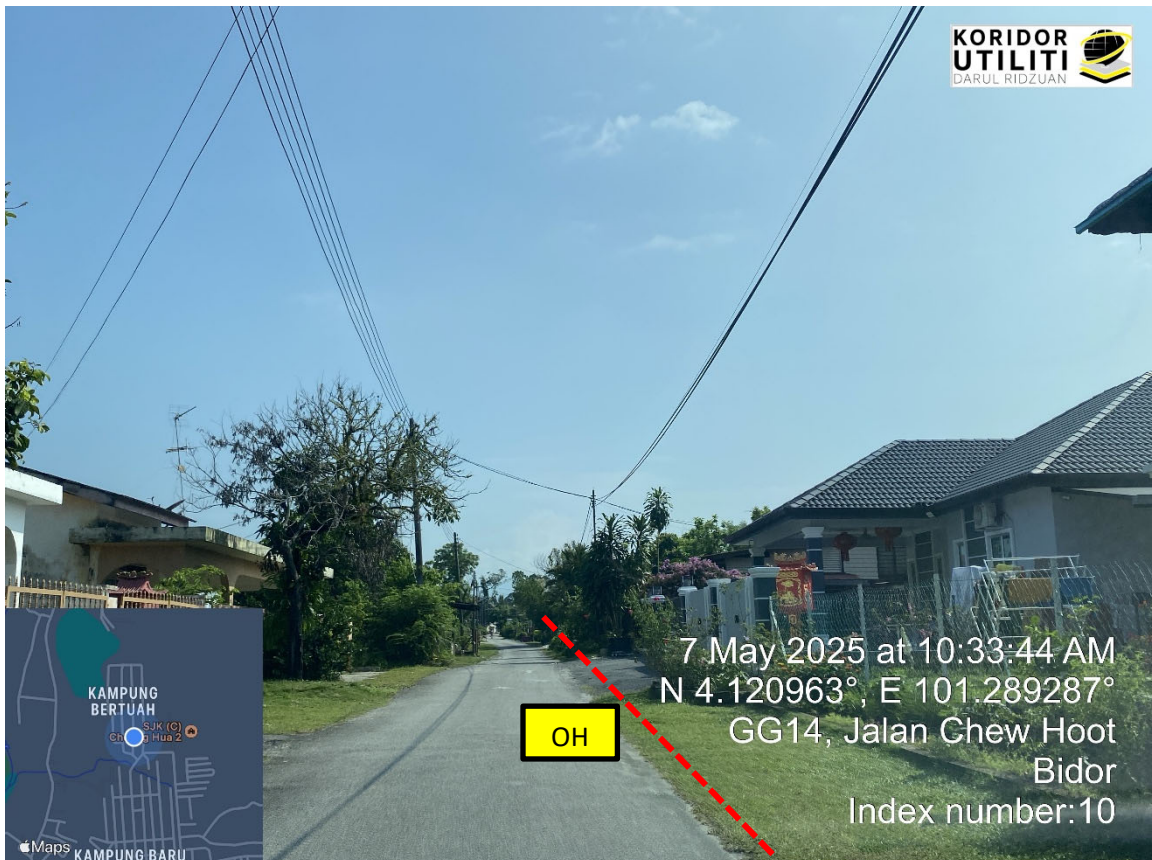 KORIDOR
UTILITI
DARUL RIDZUAN
OH
7 May 2025 at 10:33:44 AM
N 4.120963°, E 101.289287°
GG14, Jalan Chew Hoot
Bidor
Index number:10
KAMPUNG
BERTUAH
SJK (C)
Hua 2
Maps
KAMPUNG BARU